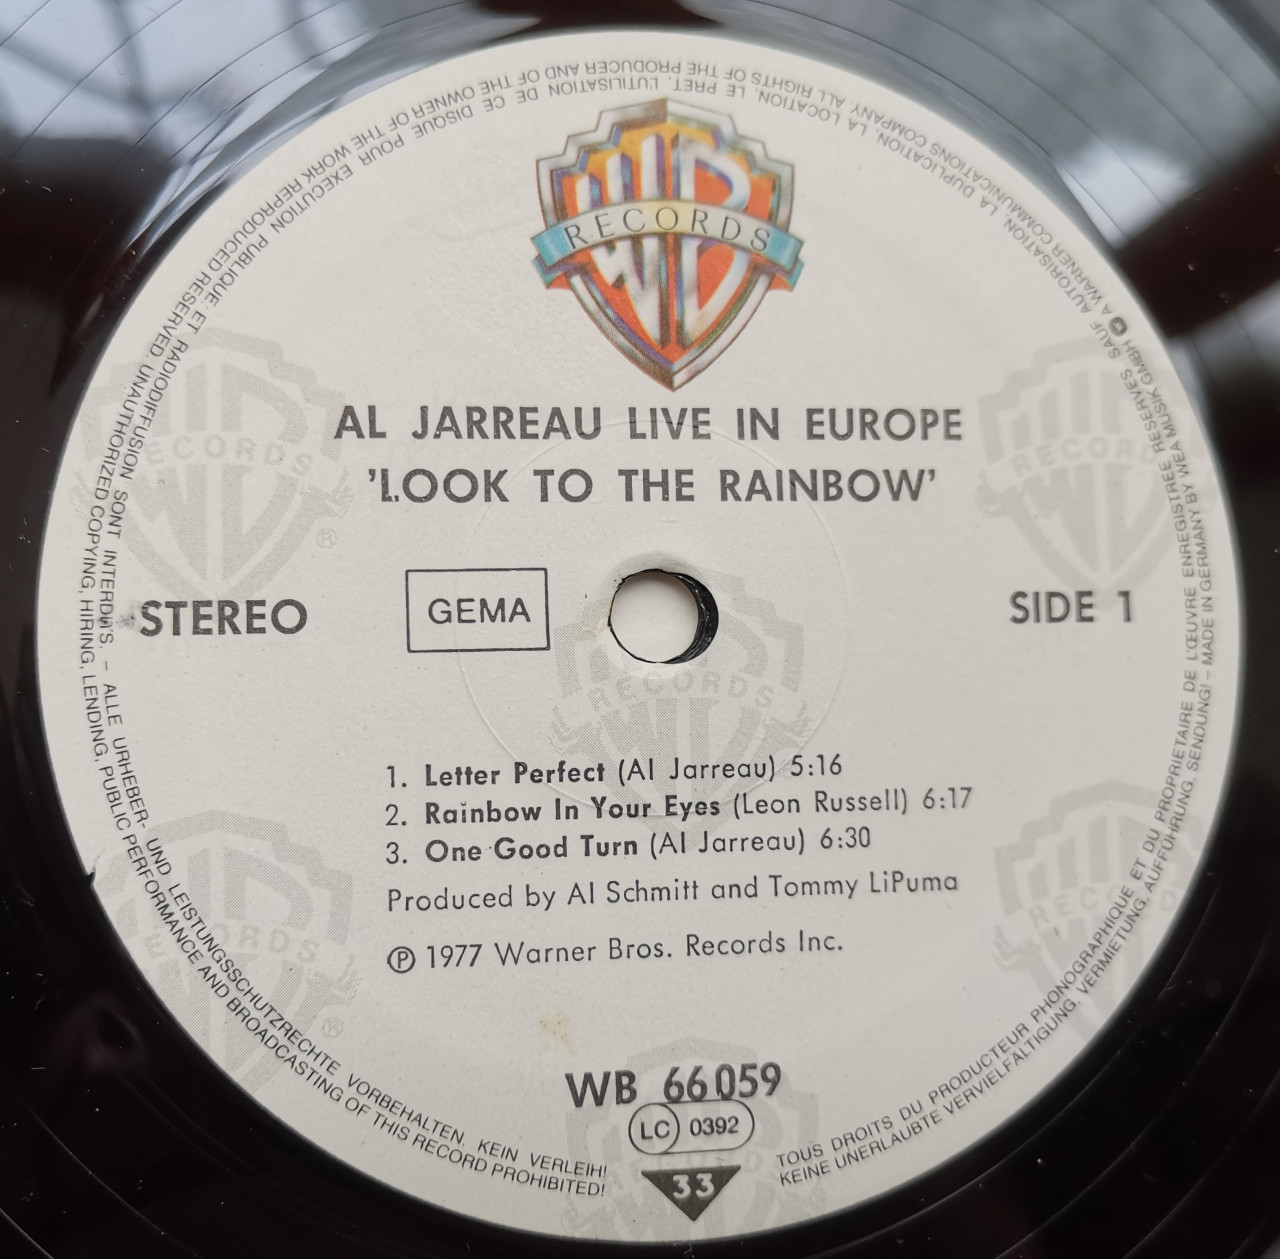 RECORDS
AL JARREAU LIVE IN EUROPE
'LOOK TO THE RAINBOW'
STEREO
GEMA
SIDE 1
1. Letter Perfect (Al Jarreau) 5:16
2. Rainbow In Your Eyes (Leon Russell) 6:17
3. One Good Turn (Al Jarreau) 6:30
Produced by Al Schmitt and Tommy LiPuma
℗ 1977 Warner Bros. Records Inc.
WB 66 059
LC 0392
33
TOUS DROITS DU PRODUCTEUR PHONOGRAPHIQUE ET DU PROPRIETAIRE DE L'ŒUVRE ENREGISTREE RESERVES. SAUF AUTORISATION, LA DUPLICATION, LA LOCATION, LE PRET, L'UTILISATION DE CE DISQUE POUR EXECUTION PUBLIQUE ET RADIODIFFUSION SONT INTERDITS. – ALLE URHEBER- UND LEISTUNGSSCHUTZRECHTE VORBEHALTEN. KEIN VERLEIH!
KEINE UNERLAUBTE VERVIELFÄLTIGUNG, VERMIETUNG, AUFFÜHRUNG, SENDUNG! – MADE IN GERMANY BY WEA MUSIK GMBH A WARNER COMMUNICATIONS COMPANY ALL RIGHTS OF THE PRODUCER AND OF THE OWNER OF THE WORK REPRODUCED RESERVED. UNAUTHORIZED COPYING, HIRING, LENDING, PUBLIC PERFORMANCE AND BROADCASTING OF THIS RECORD PROHIBITED!